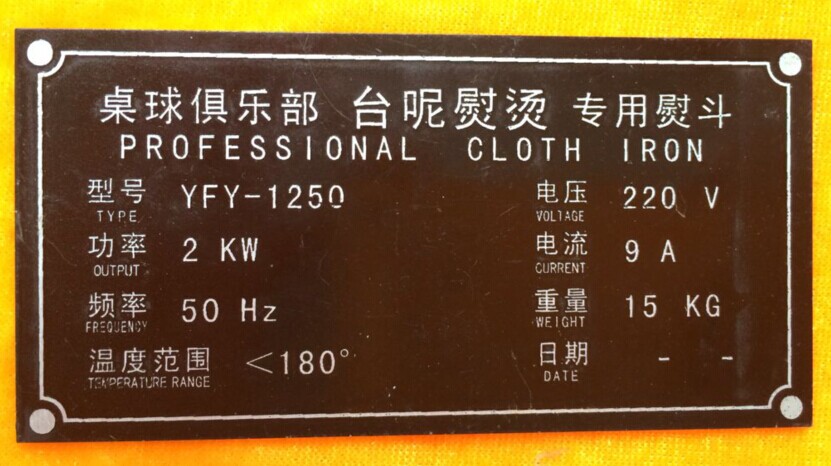 桌球俱乐部 台呢熨烫 专用熨斗
PROFESSIONAL CLOTH IRON
型号 YFY-1250 电压 220 V
TYPE VOLTAGE
功率 2 KW 电流 9 A
OUTPUT CURRENT
频率 50 Hz 重量 15 KG
FREQUENCY WEIGHT
温度范围 <180° 日期 - -
TEMPERATURE RANGE DATE